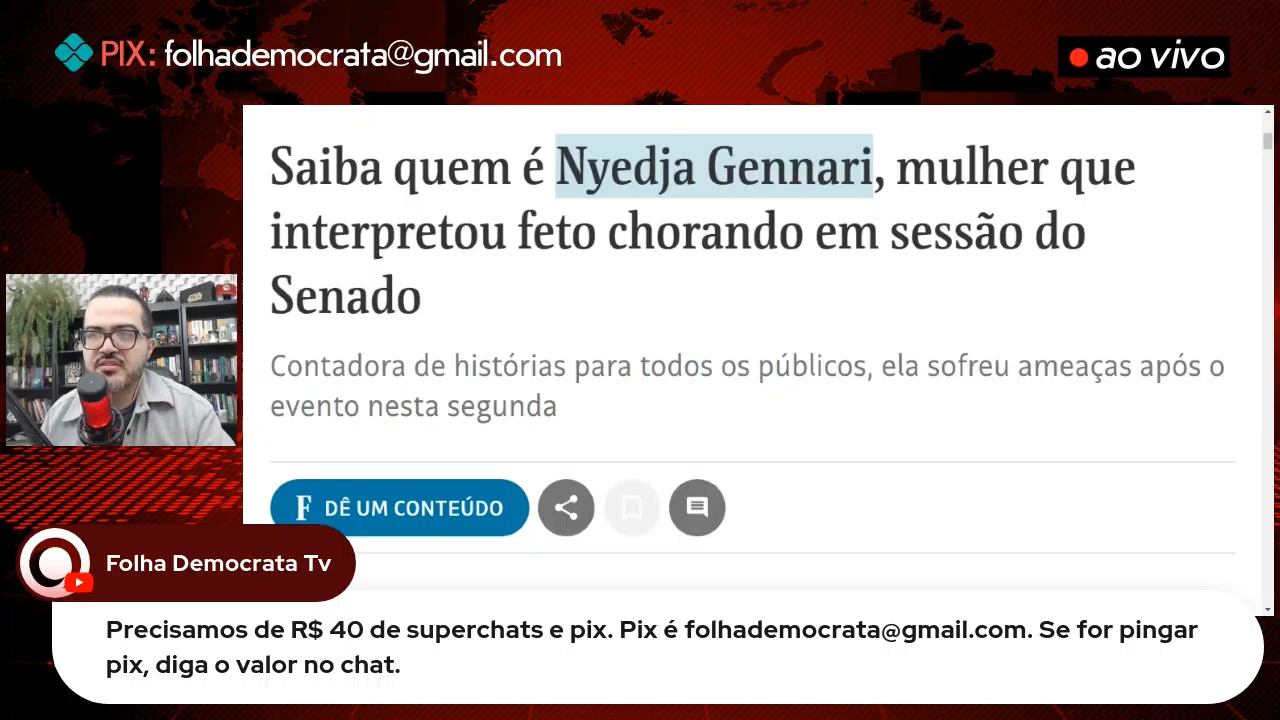 PIX: folhademocrata@gmail.com
ao vivo
Saiba quem é Nyedja Gennari, mulher que
interpretou feto chorando em sessão do
Senado
Contadora de histórias para todos os públicos, ela sofreu ameaças após o
evento nesta segunda
F DÊ UM CONTEÚDO
Folha Democrata Tv
Precisamos de R$ 40 de superchats e pix. Pix é folhademocrata@gmail.com. Se for pingar
pix, diga o valor no chat.